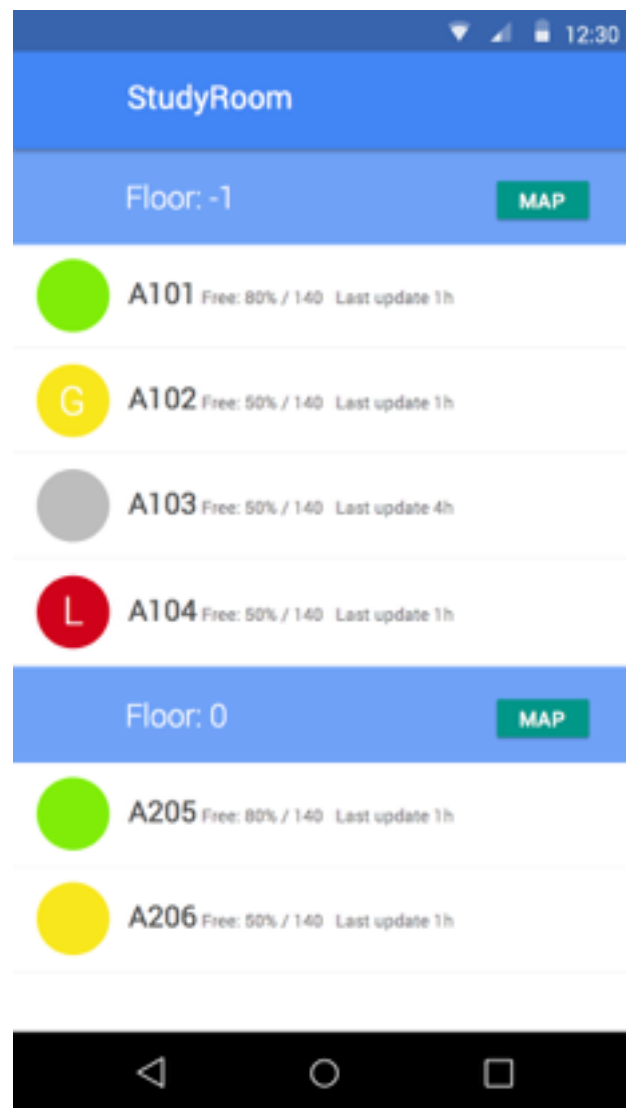 12:30
StudyRoom
Floor: -1 MAP
A101 Free: 80% / 140 Last update 1h
G A102 Free: 50% / 140 Last update 1h
A103 Free: 50% / 140 Last update 4h
L A104 Free: 50% / 140 Last update 1h
Floor: 0 MAP
A205 Free: 80% / 140 Last update 1h
A206 Free: 50% / 140 Last update 1h